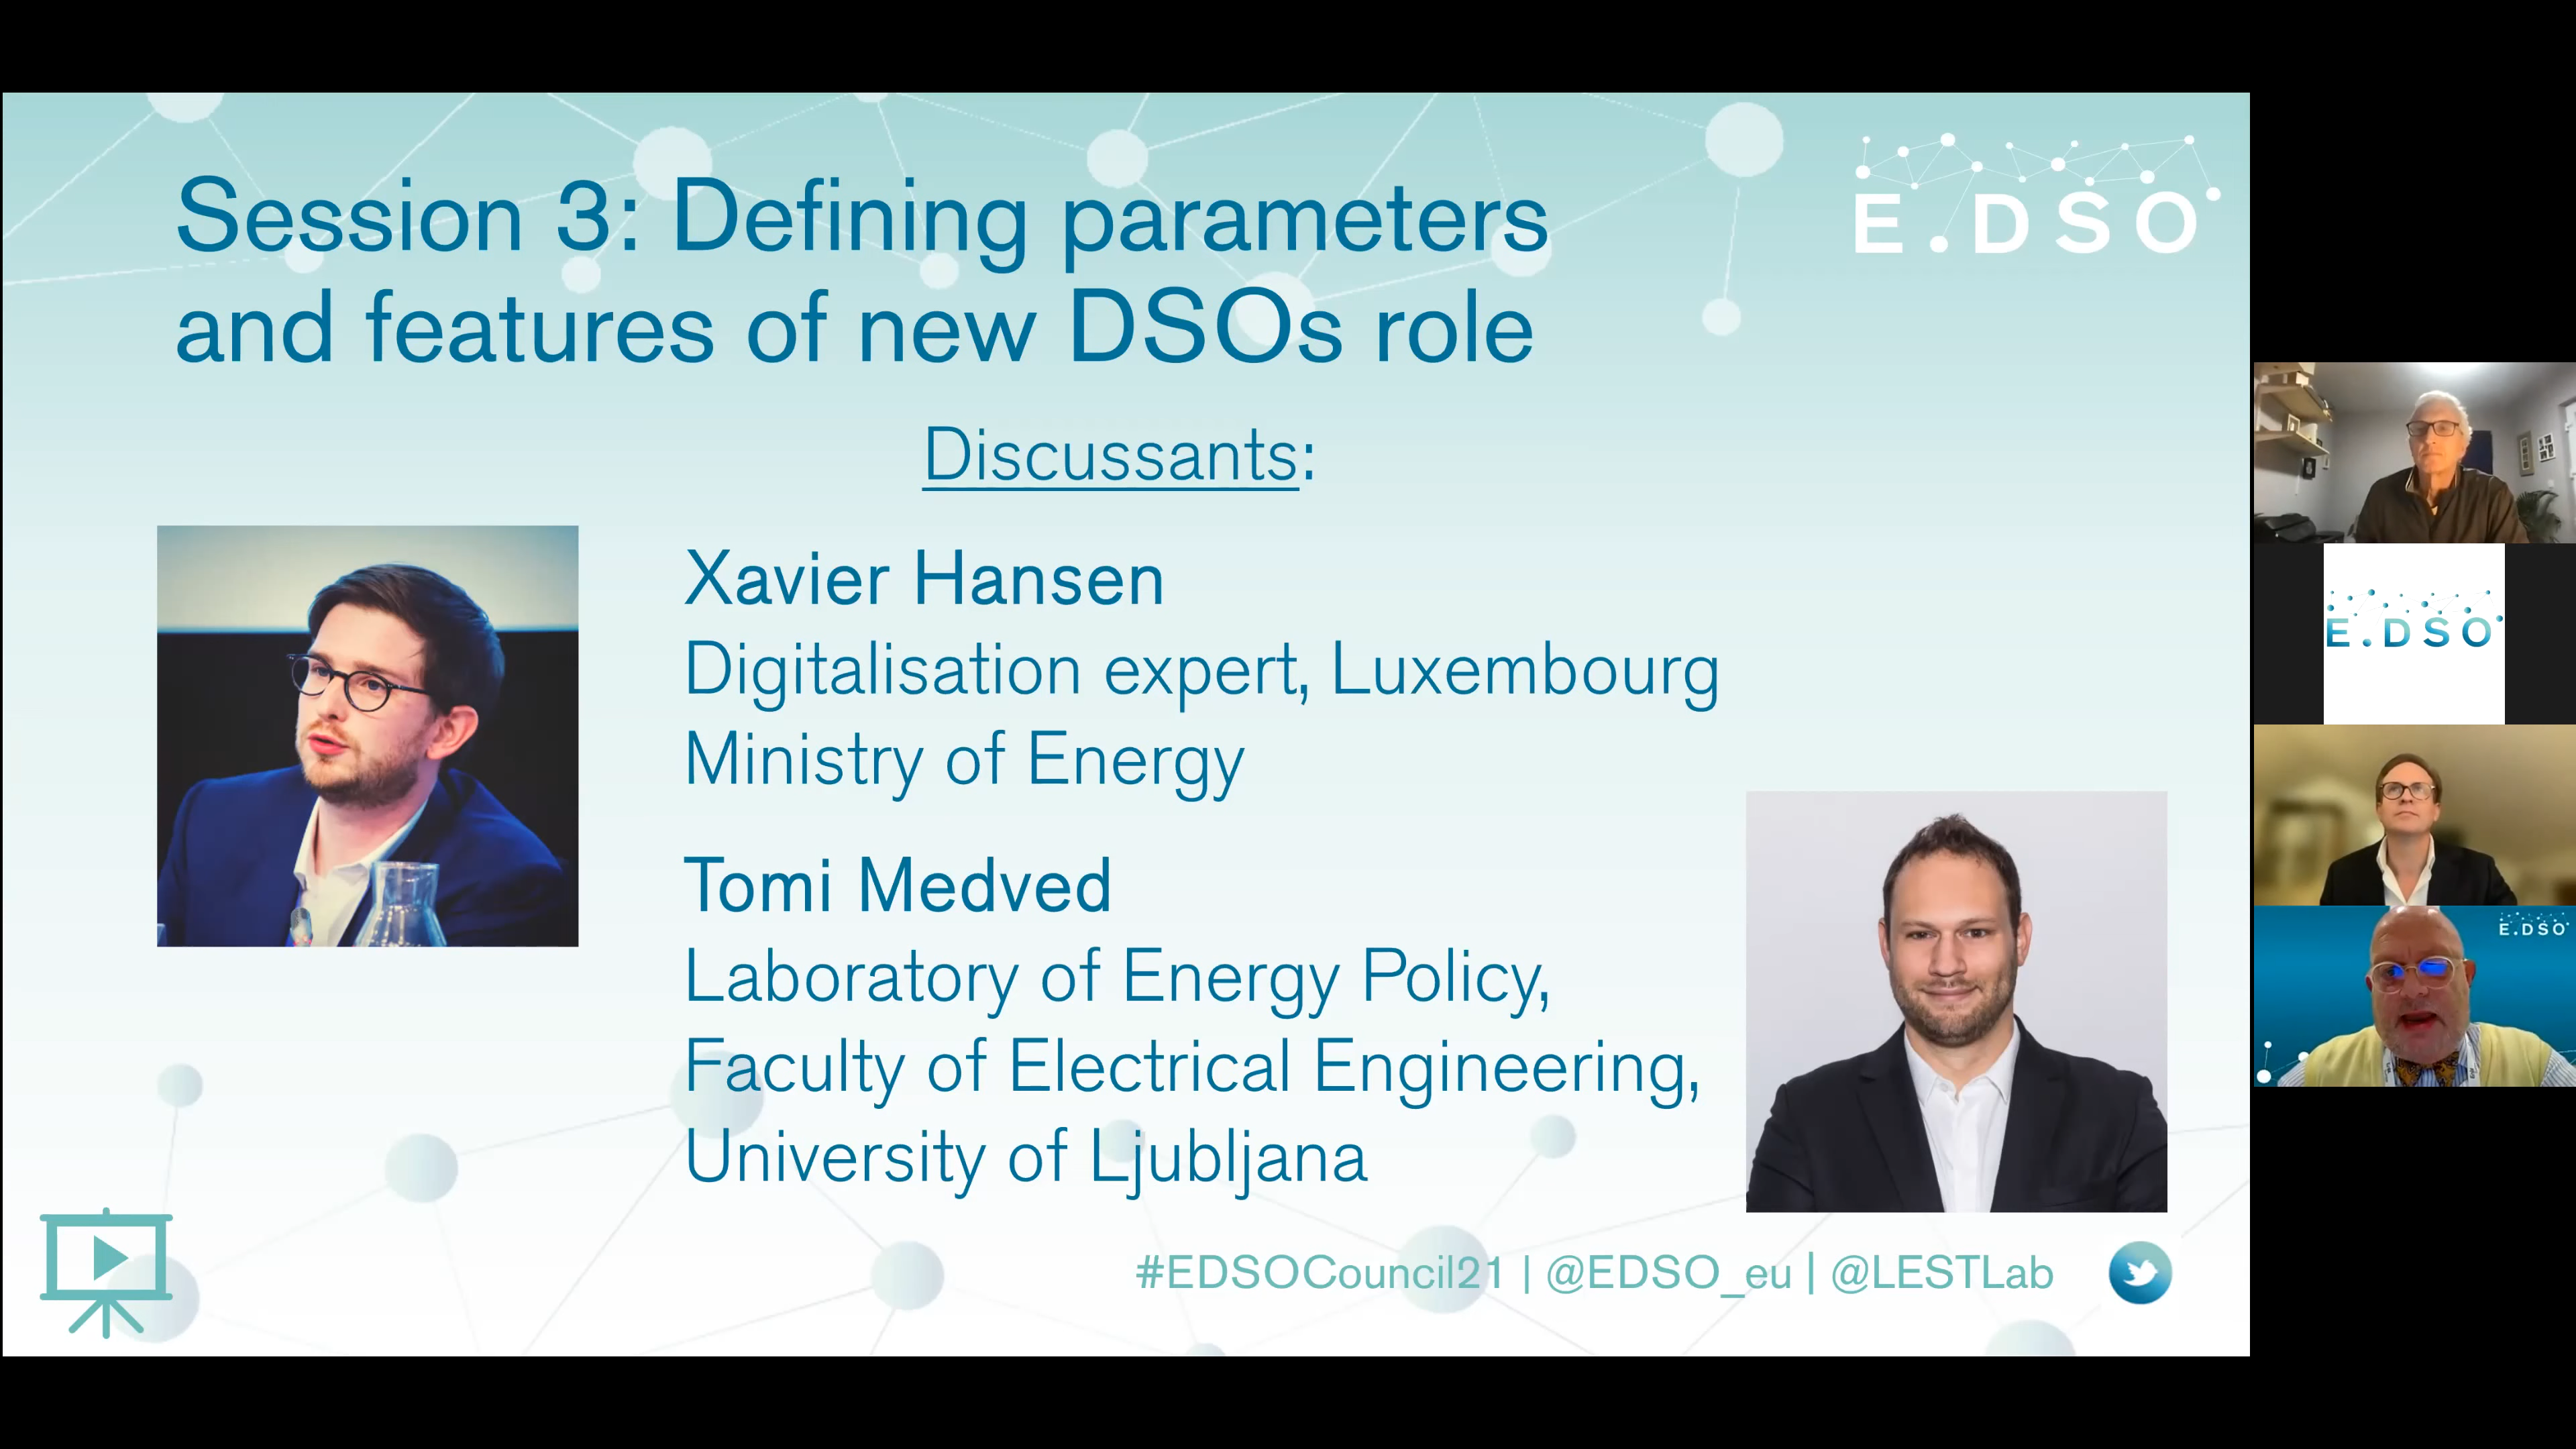 Session 3: Defining parameters
and features of new DSOs role
E.DSO
Discussants:
Xavier Hansen
Digitalisation expert, Luxembourg
Ministry of Energy
Tomi Medved
Laboratory of Energy Policy,
Faculty of Electrical Engineering,
University of Ljubljana
#EDSOCouncil21 | @EDSO_eu | @LESTLab
E.DSO
E.DSO